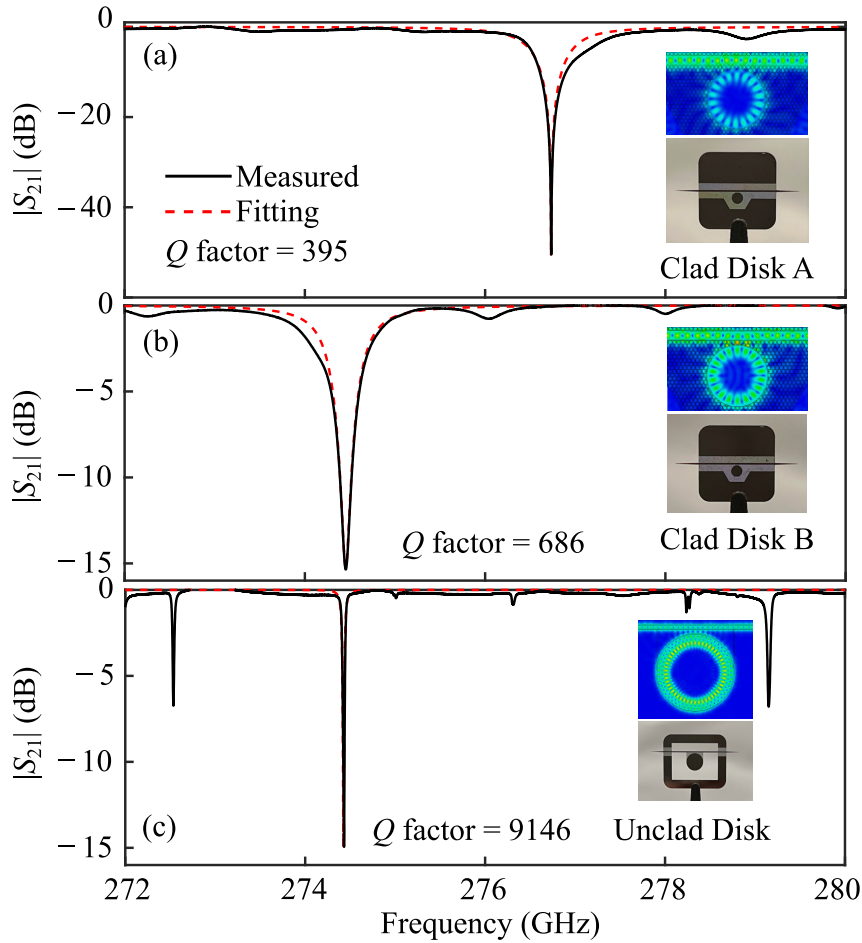 0
(a)
−20
|S21| (dB)
Measured
Fitting
−40
Q factor = 395
Clad Disk A
−60
0
(b)
−5
|S21| (dB)
−10
Q factor = 686
Clad Disk B
−15
0
−5
|S21| (dB)
−10
(c)
Q factor = 9146
Unclad Disk
−15
272
274
276
278
280
Frequency (GHz)